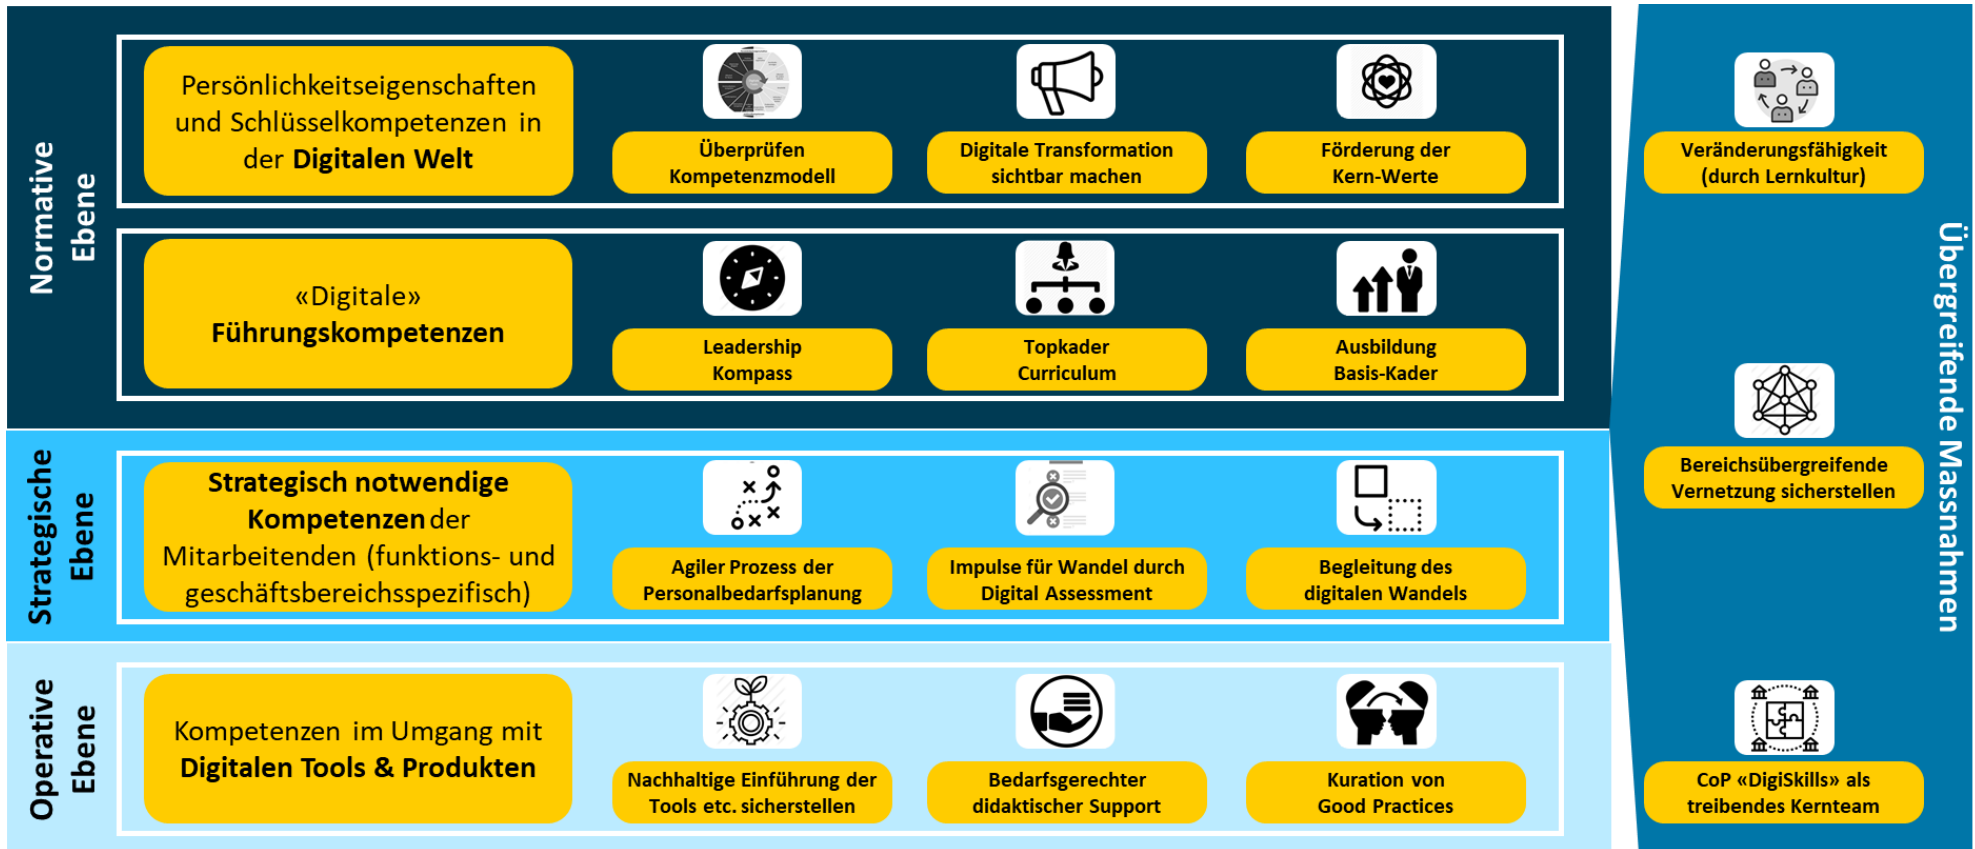 Normative
Ebene
Persönlichkeitseigenschaften
und Schlüsselkompetenzen in
der Digitalen Welt
Überprüfen
Kompetenzmodell
Digitale Transformation
sichtbar machen
Förderung der
Kern-Werte
«Digitale»
Führungskompetenzen
Leadership
Kompass
Topkader
Curriculum
Ausbildung
Basis-Kader
Strategische
Ebene
Strategisch notwendige
Kompetenzen der
Mitarbeitenden (funktions- und
geschäftsbereichsspezifisch)
Agiler Prozess der
Personalbedarfsplanung
Impulse für Wandel durch
Digital Assessment
Begleitung des
digitalen Wandels
Operative
Ebene
Kompetenzen im Umgang mit
Digitalen Tools & Produkten
Nachhaltige Einführung der
Tools etc. sicherstellen
Bedarfsgerechter
didaktischer Support
Kuration von
Good Practices
Übergreifende Massnahmen
Veränderungsfähigkeit
(durch Lernkultur)
Bereichsübergreifende
Vernetzung sicherstellen
CoP «DigiSkills» als
treibendes Kernteam